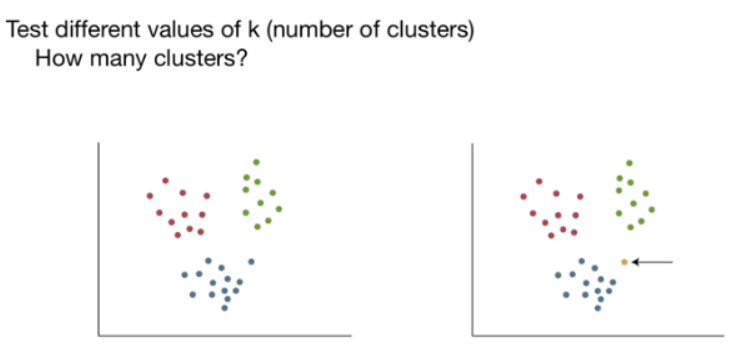 Test different values of k (number of clusters)
How many clusters?